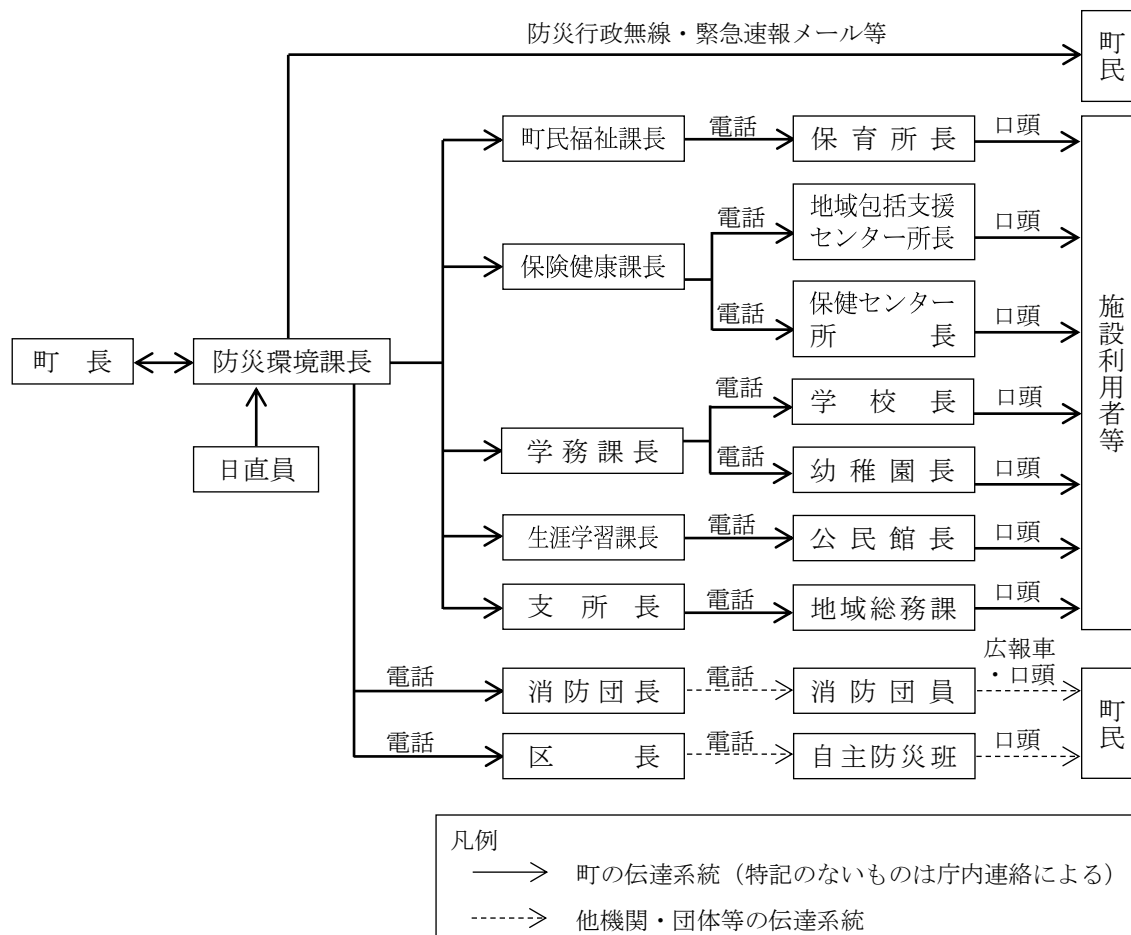 防災行政無線・緊急速報メール等
町民
町民福祉課長
電話
保育所長
口頭
保険健康課長
電話
地域包括支援
センター所長
口頭
電話
保健センター
所長
口頭
施設利用者等
町長
防災環境課長
日直員
学務課長
電話
学校長
口頭
電話
幼稚園長
口頭
生涯学習課長
電話
公民館長
口頭
支所長
電話
地域総務課
口頭
電話
消防団長
電話
消防団員
広報車
・口頭
町民
電話
区長
電話
自主防災班
口頭
凡例
町の伝達系統（特記のないものは庁内連絡による）
他機関・団体等の伝達系統